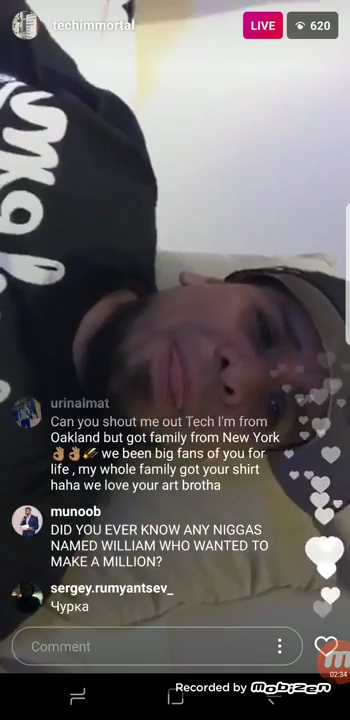 techimmortal
LIVE
620
urinalmat
Can you shout me out Tech I'm from
Oakland but got family from New York
👌🏽👌🏽🌠 we been big fans of you for
life , my whole family got your shirt
haha we love your art brotha
munoob
DID YOU EVER KNOW ANY NIGGAS
NAMED WILLIAM WHO WANTED TO
MAKE A MILLION?
sergey.rumyantsev_
Чурка
Comment
02:34
Recorded by Mobizen